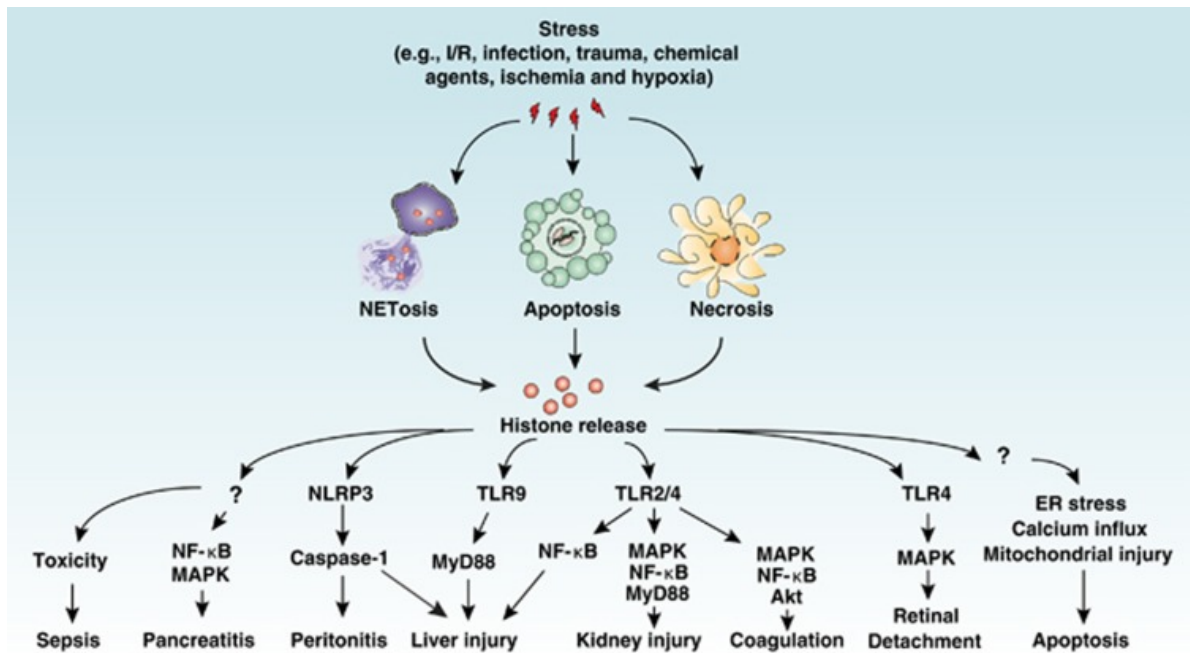 Stress
(e.g., I/R, infection, trauma, chemical
agents, ischemia and hypoxia)
NETosis
Apoptosis
Necrosis
Histone release
?
?
NLRP3
TLR9
TLR2/4
TLR4
ER stress
Calcium influx
Mitochondrial injury
Toxicity
NF-κB
MAPK
Caspase-1
MyD88
NF-κB
MAPK
NF-κB
MyD88
MAPK
NF-κB
Akt
MAPK
Sepsis
Pancreatitis
Peritonitis
Liver injury
Kidney injury
Coagulation
Retinal
Detachment
Apoptosis